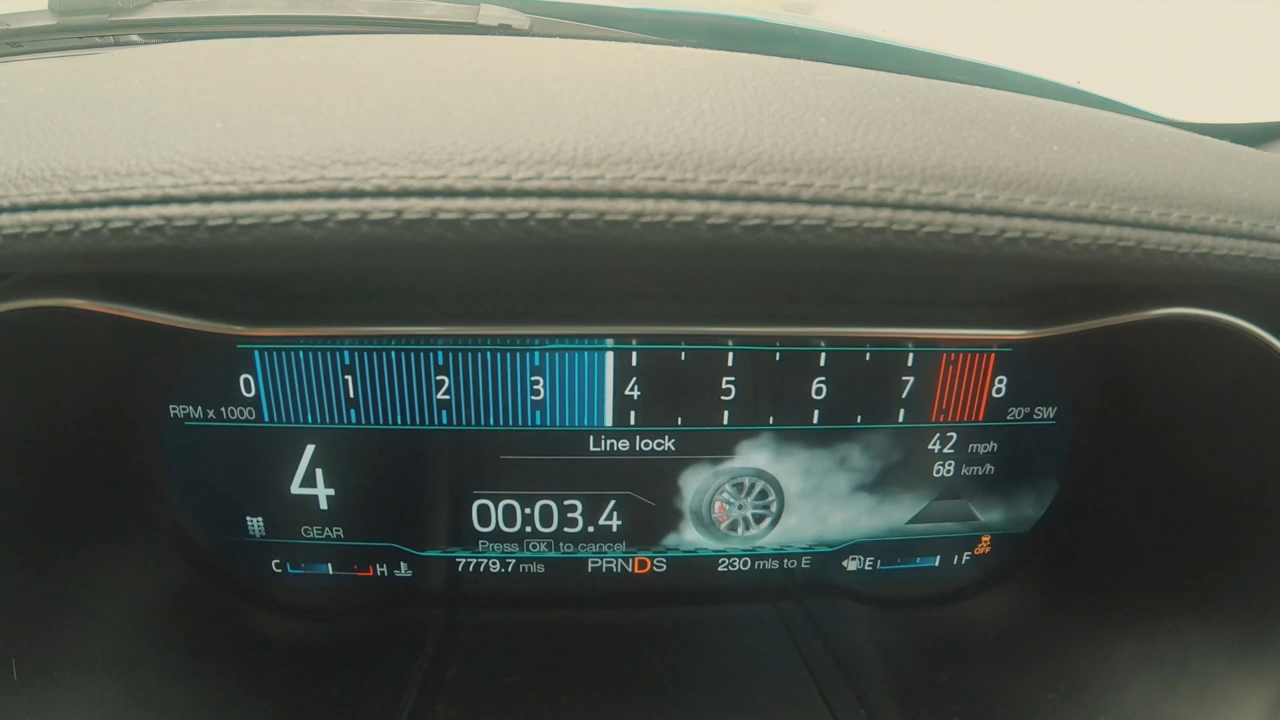 0 1 2 3 4 5 6 7 8
RPM x 1000 20° SW
Line lock
42 mph
68 km/h
4
GEAR
00:03.4
Press OK to cancel
OFF
C H 7779.7 mls PRNDS 230 mls to E E F